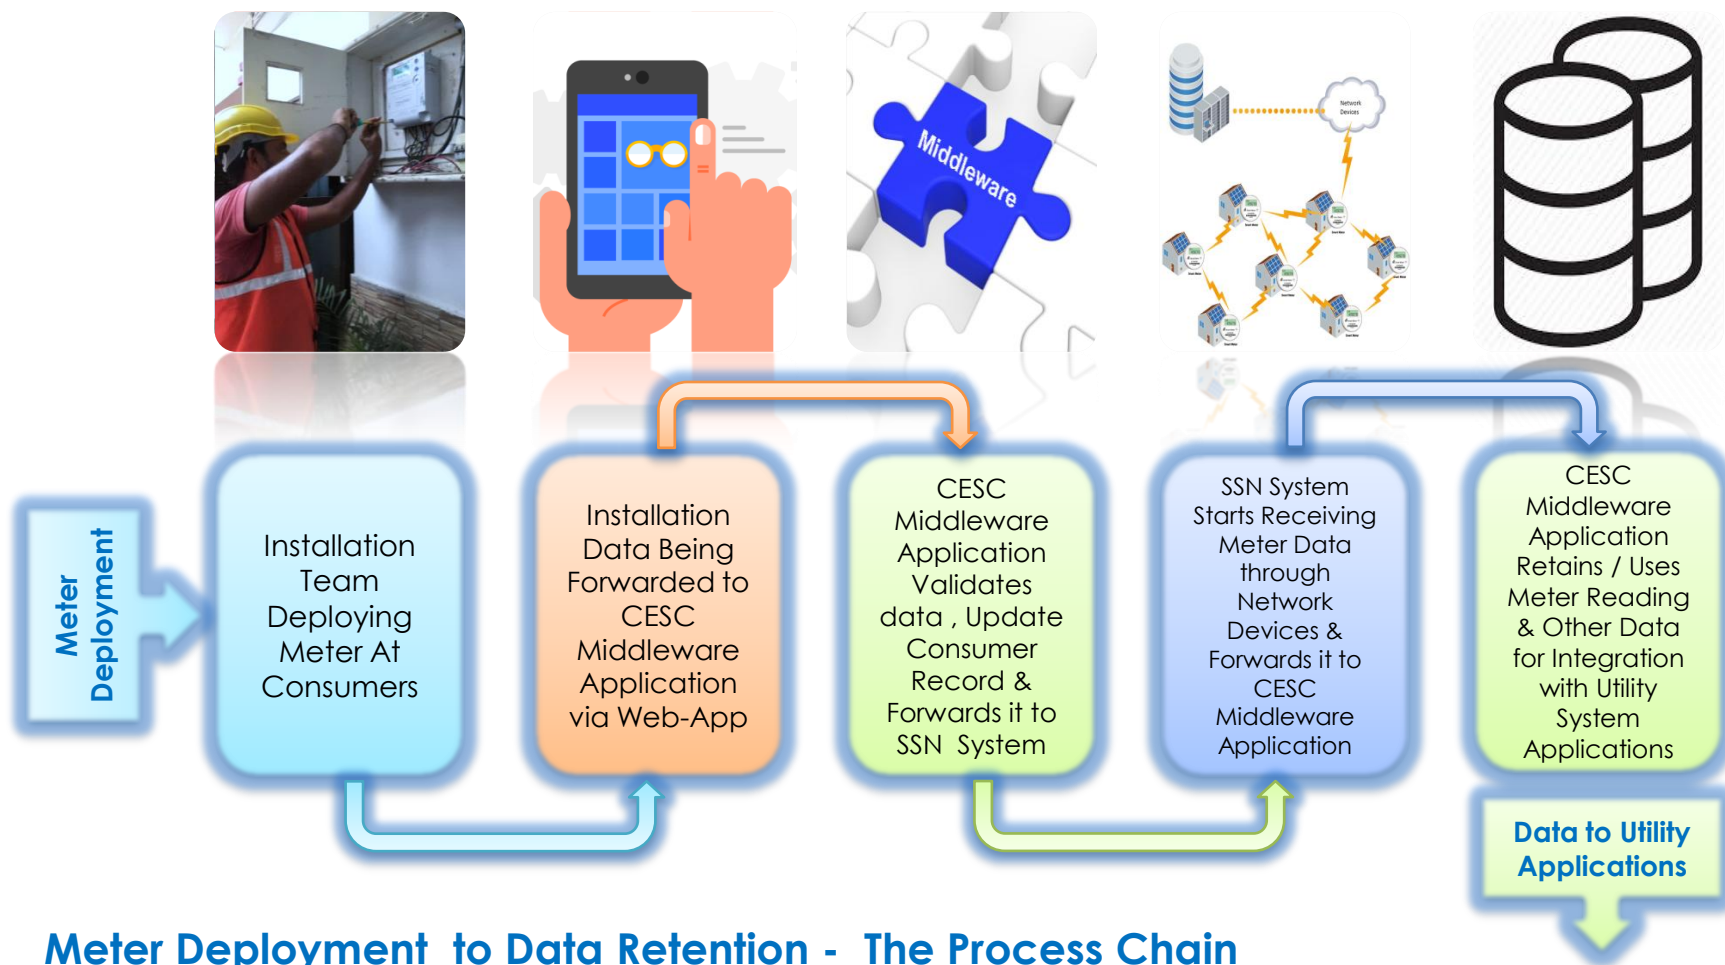 Middleware
Network
Devices
Meter
Deployment
Installation
Team
Deploying
Meter At
Consumers
Installation
Data Being
Forwarded to
CESC
Middleware
Application
via Web-App
CESC
Middleware
Application
Validates
data , Update
Consumer
Record &
Forwards it to
SSN System
SSN System
Starts Receiving
Meter Data
through
Network
Devices &
Forwards it to
CESC
Middleware
Application
CESC
Middleware
Application
Retains / Uses
Meter Reading
& Other Data
for Integration
with Utility
System
Applications
Data to Utility
Applications
Meter Deployment to Data Retention - The Process Chain